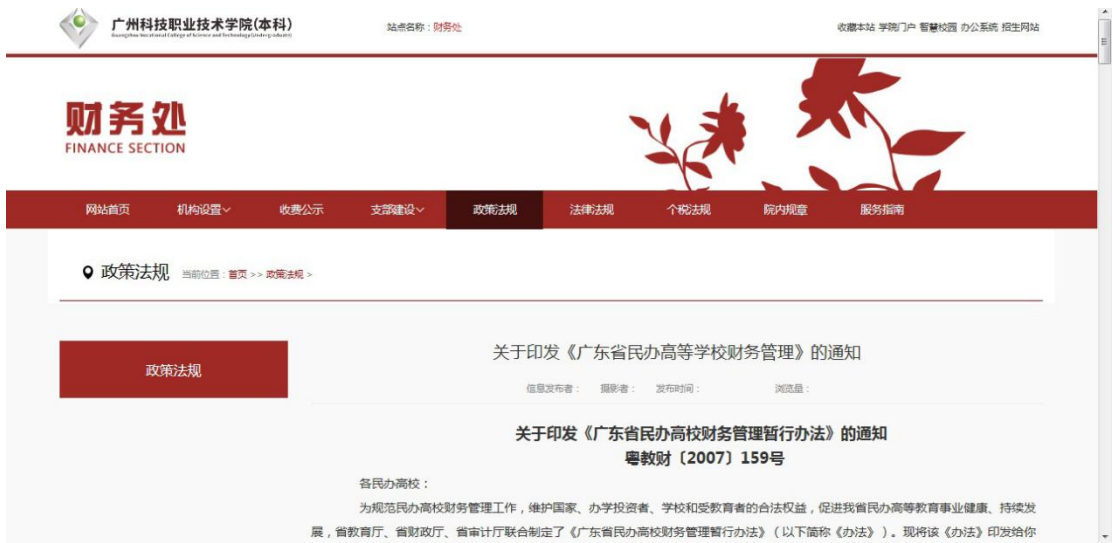 广州科技职业技术学院(本科)
Guangzhou Vocational College of Science and Technology(Undergraduate)
站点名称：财务处
收藏本站 学院门户 智慧校园 办公系统 招生网站
财务处
FINANCE SECTION
网站首页 机构设置 收费公示 支部建设 政策法规 法律法规 个税法规 院内规章 服务指南
政策法规 当前位置：首页 >> 政策法规 >
政策法规
关于印发《广东省民办高等学校财务管理》的通知
信息发布者： 摄影者： 发布时间： 浏览量：
关于印发《广东省民办高校财务管理暂行办法》的通知
粤教财〔2007〕159号
各民办高校：
为规范民办高校财务管理工作，维护国家、办学投资者、学校和受教育者的合法权益，促进我省民办高等教育事业健康、持续发
展，省教育厅、省财政厅、省审计厅联合制定了《广东省民办高校财务管理暂行办法》（以下简称《办法》）。现将该《办法》印发给你